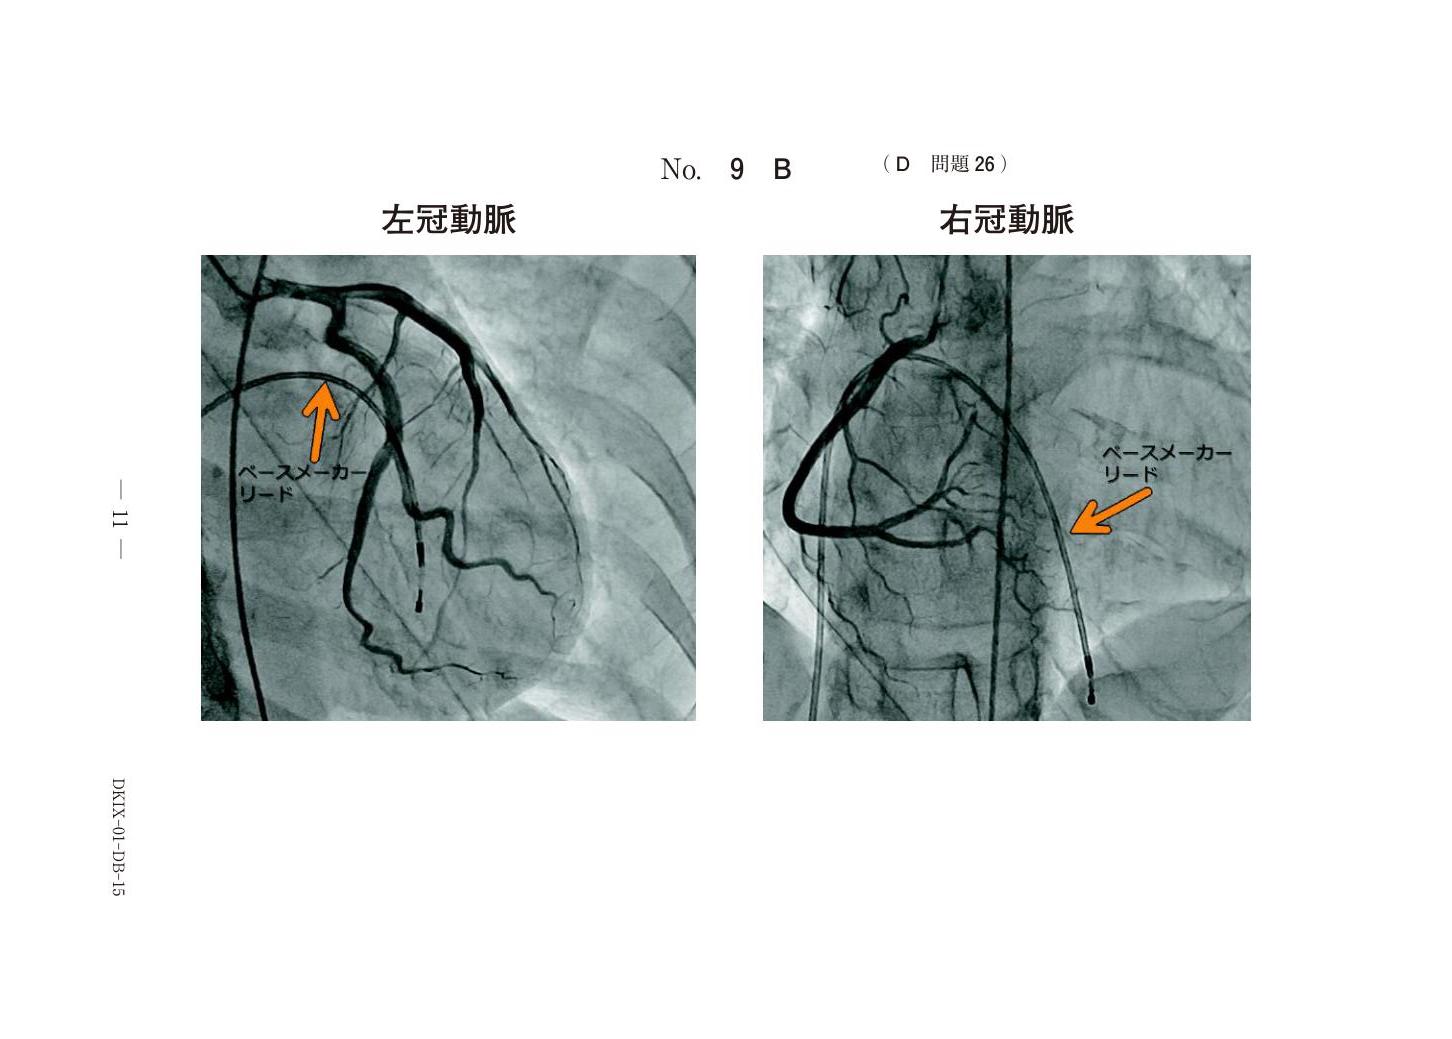 No. 9 B （D 問題 26）
左冠動脈
右冠動脈
ペースメーカー
リード
ペースメーカー
リード
— 11 —
DKIX-01-DB-15